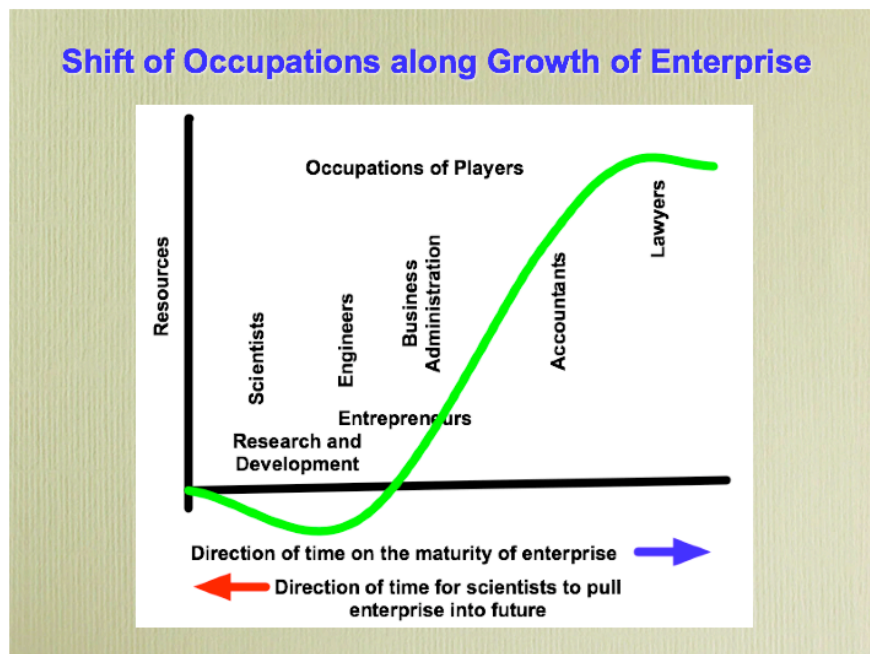 Shift of Occupations along Growth of Enterprise
Occupations of Players
Resources
Scientists
Engineers
Business
Administration
Accountants
Lawyers
Entrepreneurs
Research and
Development
Direction of time on the maturity of enterprise
Direction of time for scientists to pull
enterprise into future